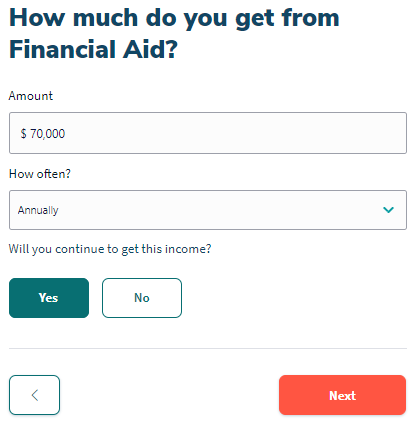 How much do you get from
Financial Aid?
Amount
$ 70,000
How often?
Annually
Will you continue to get this income?
Yes
No
Next